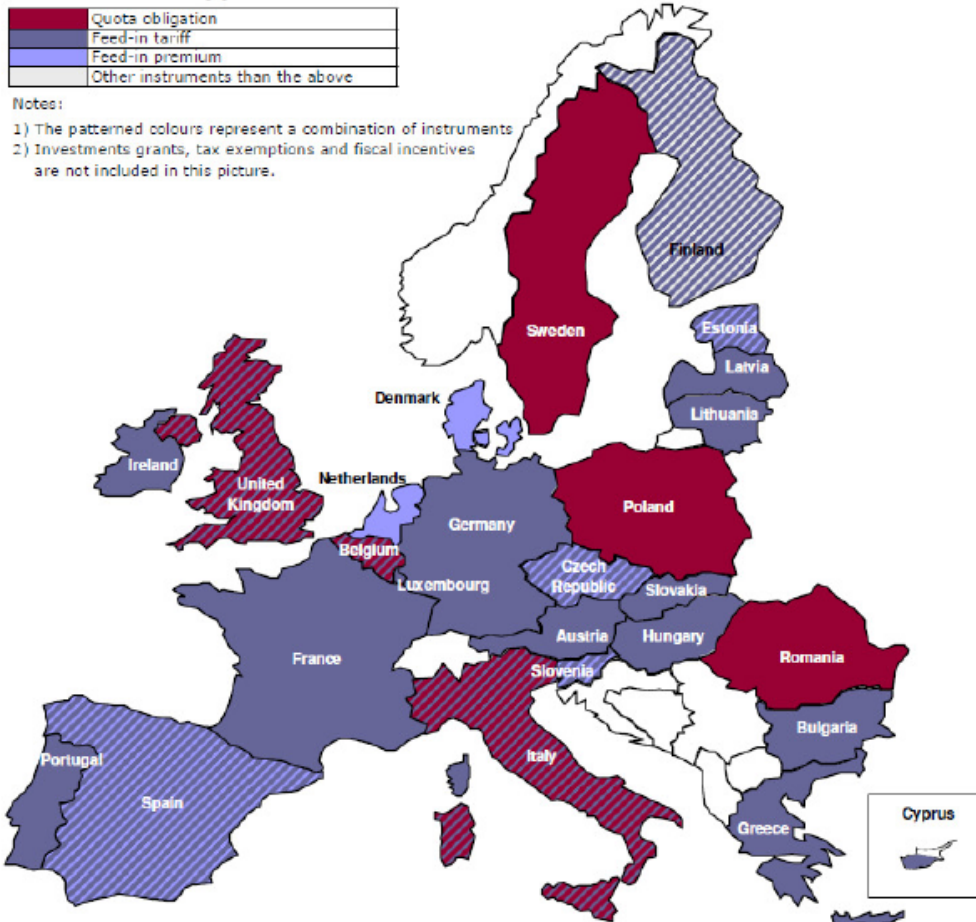 Quota obligation
Feed-in tariff
Feed-in premium
Other instruments than the above
Notes:
1) The patterned colours represent a combination of instruments
2) Investments grants, tax exemptions and fiscal incentives
are not included in this picture.
Finland
Sweden
Estonia
Latvia
Lithuania
Denmark
Ireland
United
Kingdom
Netherlands
Germany
Poland
Belgium
Luxembourg
Czech
Republic
Slovakia
Austria
Hungary
France
Slovenia
Romania
Bulgaria
Portugal
Spain
Italy
Greece
Cyprus